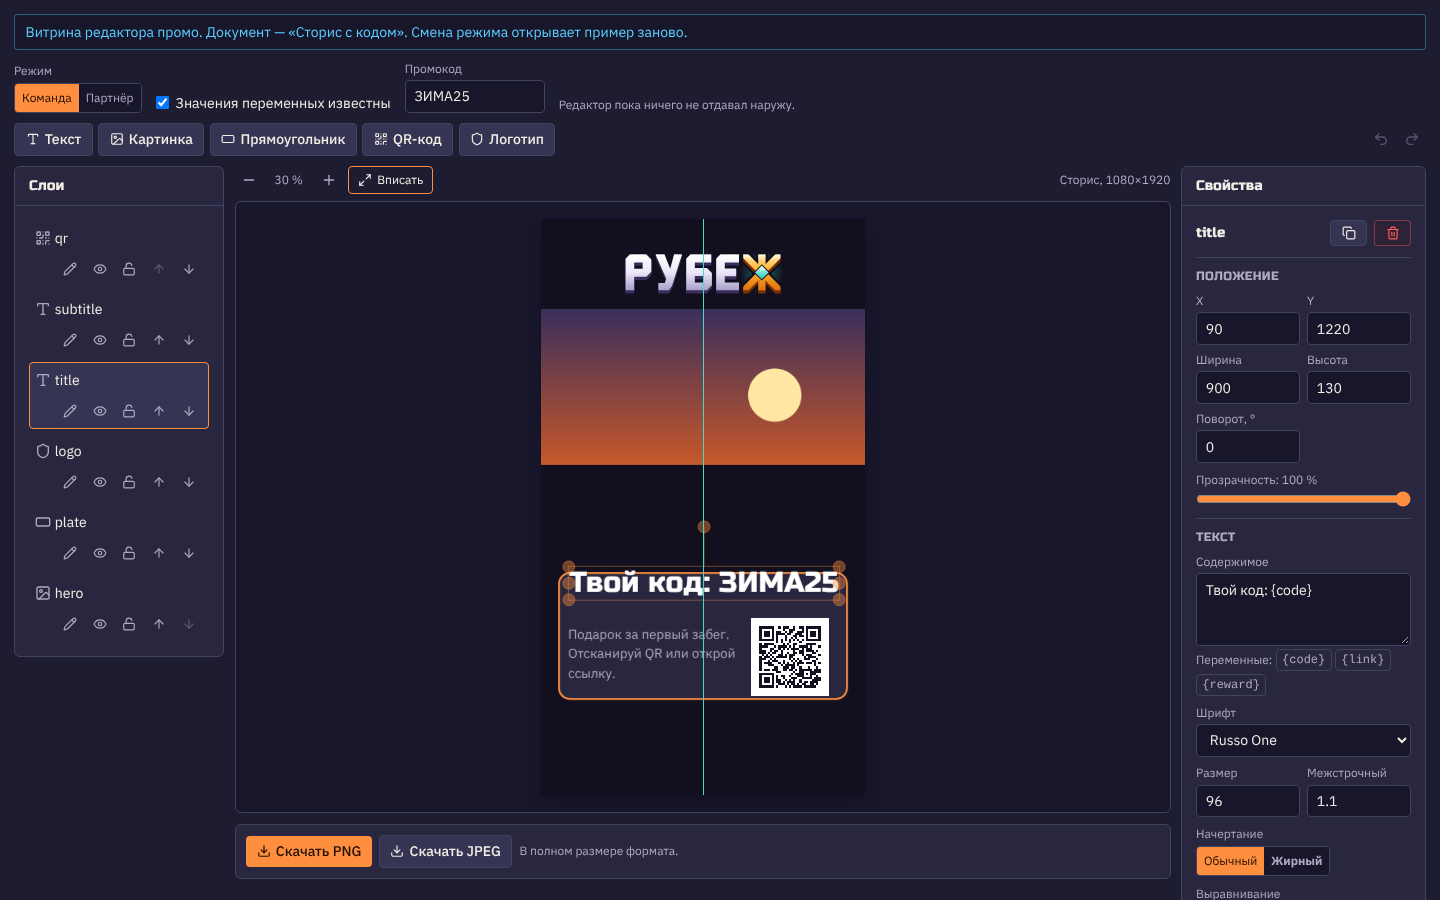 Витрина редактора промо. Документ — «Сторис с кодом». Смена режима открывает пример заново.
Режим
Команда Партнёр
Значения переменных известны
Промокод
ЗИМА25
Редактор пока ничего не отдавал наружу.
Текст Картинка Прямоугольник QR-код Логотип
Слои
qr
subtitle
title
logo
plate
hero
30 % Вписать
Сторис, 1080×1920
РУБЕЖ
Твой код: ЗИМА25
Подарок за первый забег.
Отсканируй QR или открой
ссылку.
Скачать PNG Скачать JPEG В полном размере формата.
Свойства
title
ПОЛОЖЕНИЕ
X Y
90 1220
Ширина Высота
900 130
Поворот, °
0
Прозрачность: 100 %
ТЕКСТ
Содержимое
Твой код: {code}
Переменные: {code} {link}
{reward}
Шрифт
Russo One
Размер Межстрочный
96 1.1
Начертание
Обычный Жирный
Выравнивание